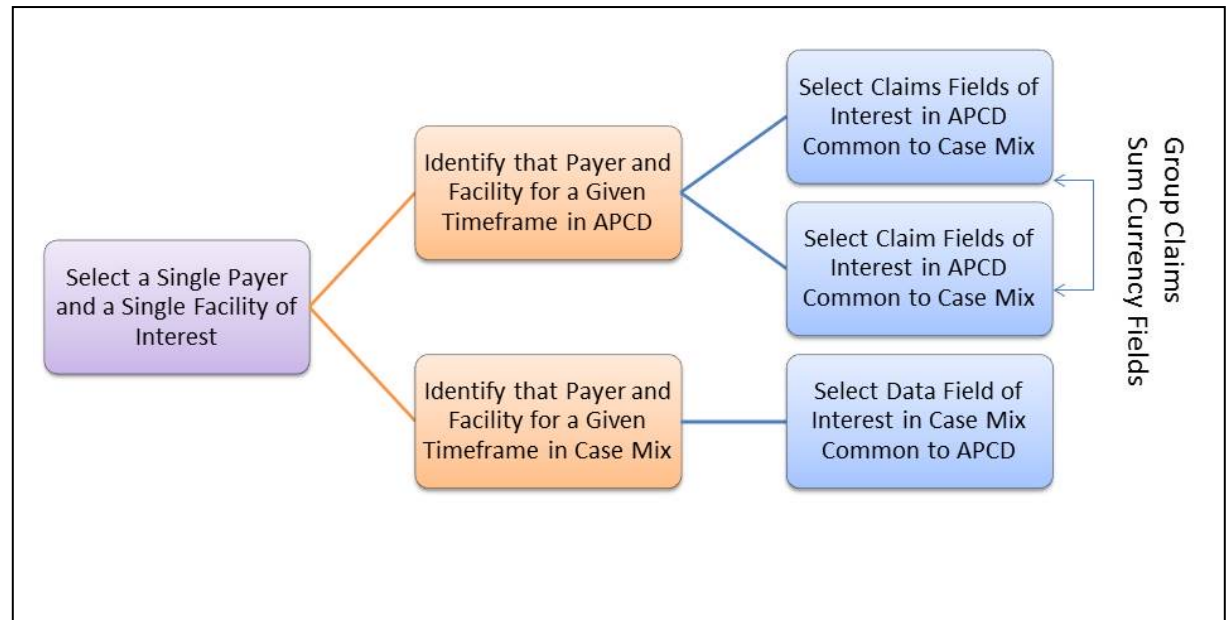 Select a Single Payer
and a Single Facility of
Interest
Identify that Payer and
Facility for a Given
Timeframe in APCD
Identify that Payer and
Facility for a Given
Timeframe in Case Mix
Select Claims Fields of
Interest in APCD
Common to Case Mix
Select Claim Fields of
Interest in APCD
Common to Case Mix
Select Data Field of
Interest in Case Mix
Common to APCD
Group Claims
Sum Currency Fields